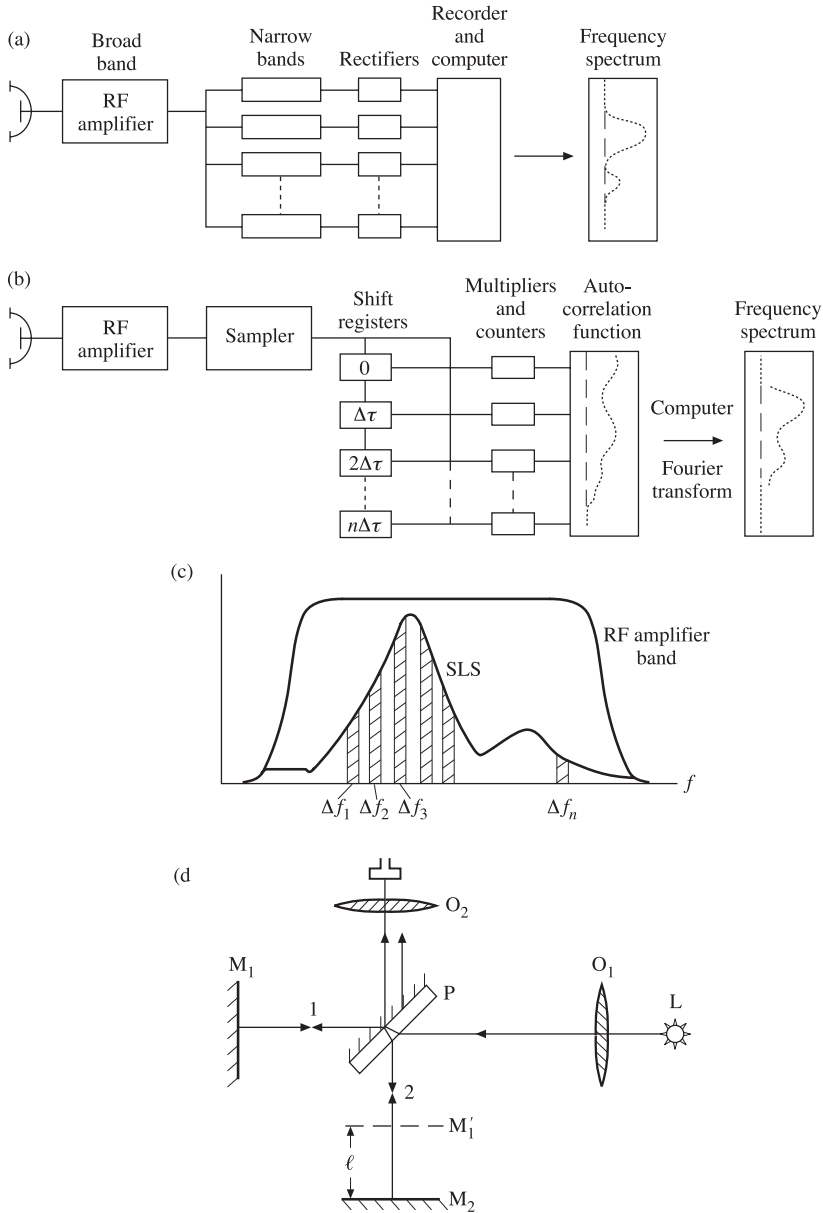 (a)
Broad
band
RF
amplifier
Narrow
bands
Rectifiers
Recorder
and
computer
Frequency
spectrum
(b)
RF
amplifier
Sampler
Shift
registers
0
Δτ
2Δτ
nΔτ
Multipliers
and
counters
Auto-
correlation
function
Computer
Fourier
transform
Frequency
spectrum
(c)
SLS
RF amplifier
band
f
Δf₁ Δf₂ Δf₃ Δfₙ
(d
O₂
M₁
1
P
O₁
L
2
M₁′
ℓ
M₂